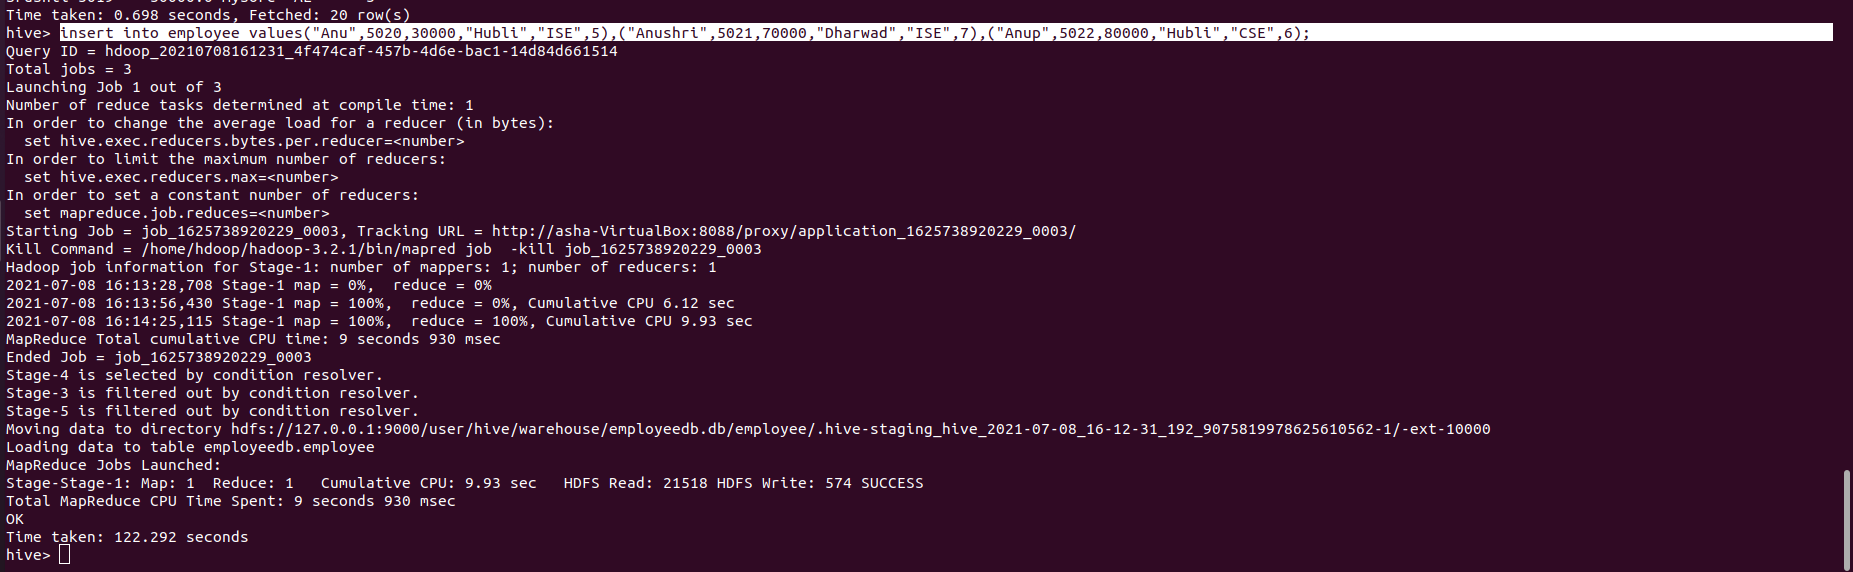 Time taken: 0.698 seconds, Fetched: 20 row(s)
hive> insert into employee values("Anu",5020,30000,"Hubli","ISE",5),("Anushri",5021,70000,"Dharwad","ISE",7),("Anup",5022,80000,"Hubli","CSE",6);
Query ID = hdoop_20210708161231_4f474caf-457b-4d6e-bac1-14d84d661514
Total jobs = 3
Launching Job 1 out of 3
Number of reduce tasks determined at compile time: 1
In order to change the average load for a reducer (in bytes):
  set hive.exec.reducers.bytes.per.reducer=<number>
In order to limit the maximum number of reducers:
  set hive.exec.reducers.max=<number>
In order to set a constant number of reducers:
  set mapreduce.job.reduces=<number>
Starting Job = job_1625738920229_0003, Tracking URL = http://asha-VirtualBox:8088/proxy/application_1625738920229_0003/
Kill Command = /home/hdoop/hadoop-3.2.1/bin/mapred job  -kill job_1625738920229_0003
Hadoop job information for Stage-1: number of mappers: 1; number of reducers: 1
2021-07-08 16:13:28,708 Stage-1 map = 0%,  reduce = 0%
2021-07-08 16:13:56,430 Stage-1 map = 100%,  reduce = 0%, Cumulative CPU 6.12 sec
2021-07-08 16:14:25,115 Stage-1 map = 100%,  reduce = 100%, Cumulative CPU 9.93 sec
MapReduce Total cumulative CPU time: 9 seconds 930 msec
Ended Job = job_1625738920229_0003
Stage-4 is selected by condition resolver.
Stage-3 is filtered out by condition resolver.
Stage-5 is filtered out by condition resolver.
Moving data to directory hdfs://127.0.0.1:9000/user/hive/warehouse/employeedb.db/employee/.hive-staging_hive_2021-07-08_16-12-31_192_9075819978625610562-1/-ext-10000
Loading data to table employeedb.employee
MapReduce Jobs Launched:
Stage-Stage-1: Map: 1  Reduce: 1   Cumulative CPU: 9.93 sec   HDFS Read: 21518 HDFS Write: 574 SUCCESS
Total MapReduce CPU Time Spent: 9 seconds 930 msec
OK
Time taken: 122.292 seconds
hive>